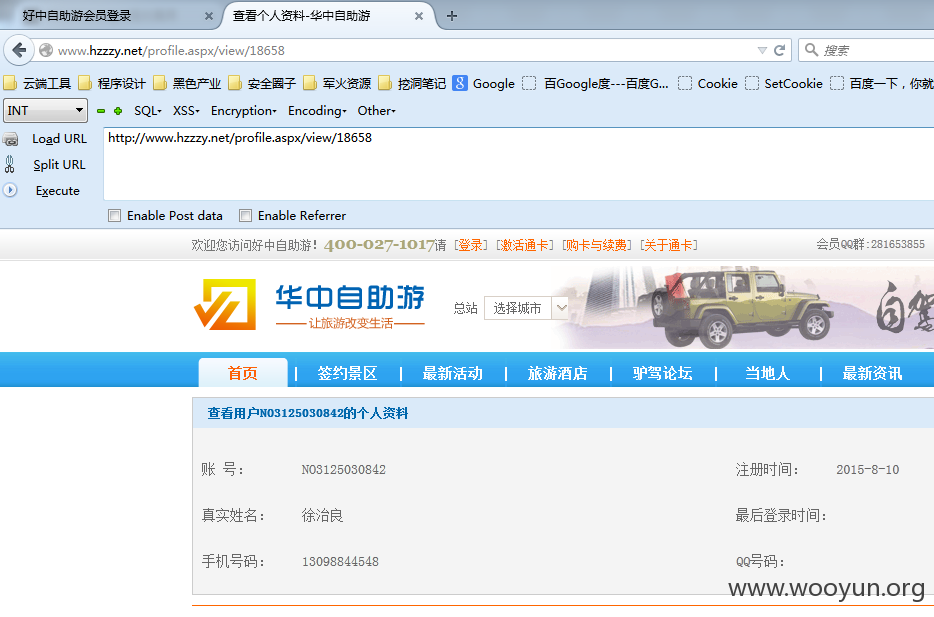 好中自助游会员登录 × 查看个人资料-华中自助游 × +
www.hzzzy.net/profile.aspx/view/18658 搜索
云端工具 程序设计 黑色产业 安全圈子 军火资源 挖洞笔记 Google 百Google度---百度G... Cookie SetCookie 百度一下，你就
INT SQL- XSS- Encryption- Encoding- Other-
Load URL http://www.hzzzy.net/profile.aspx/view/18658
Split URL
Execute
Enable Post data Enable Referrer
欢迎您访问好中自助游！400-027-1017请 [登录] [激活通卡] [购卡与续费] [关于通卡] 会员QQ群:281653855
华中自助游
让旅游改变生活
总站 选择城市
自驾
首页 | 签约景区 | 最新活动 | 旅游酒店 | 驴驾论坛 | 当地人 | 最新资讯
查看用户NO3125030842的个人资料
账 号： NO3125030842 注册时间： 2015-8-10
真实姓名： 徐治良 最后登录时间：
手机号码： 13098844548 QQ号码：
www.wooyun.org